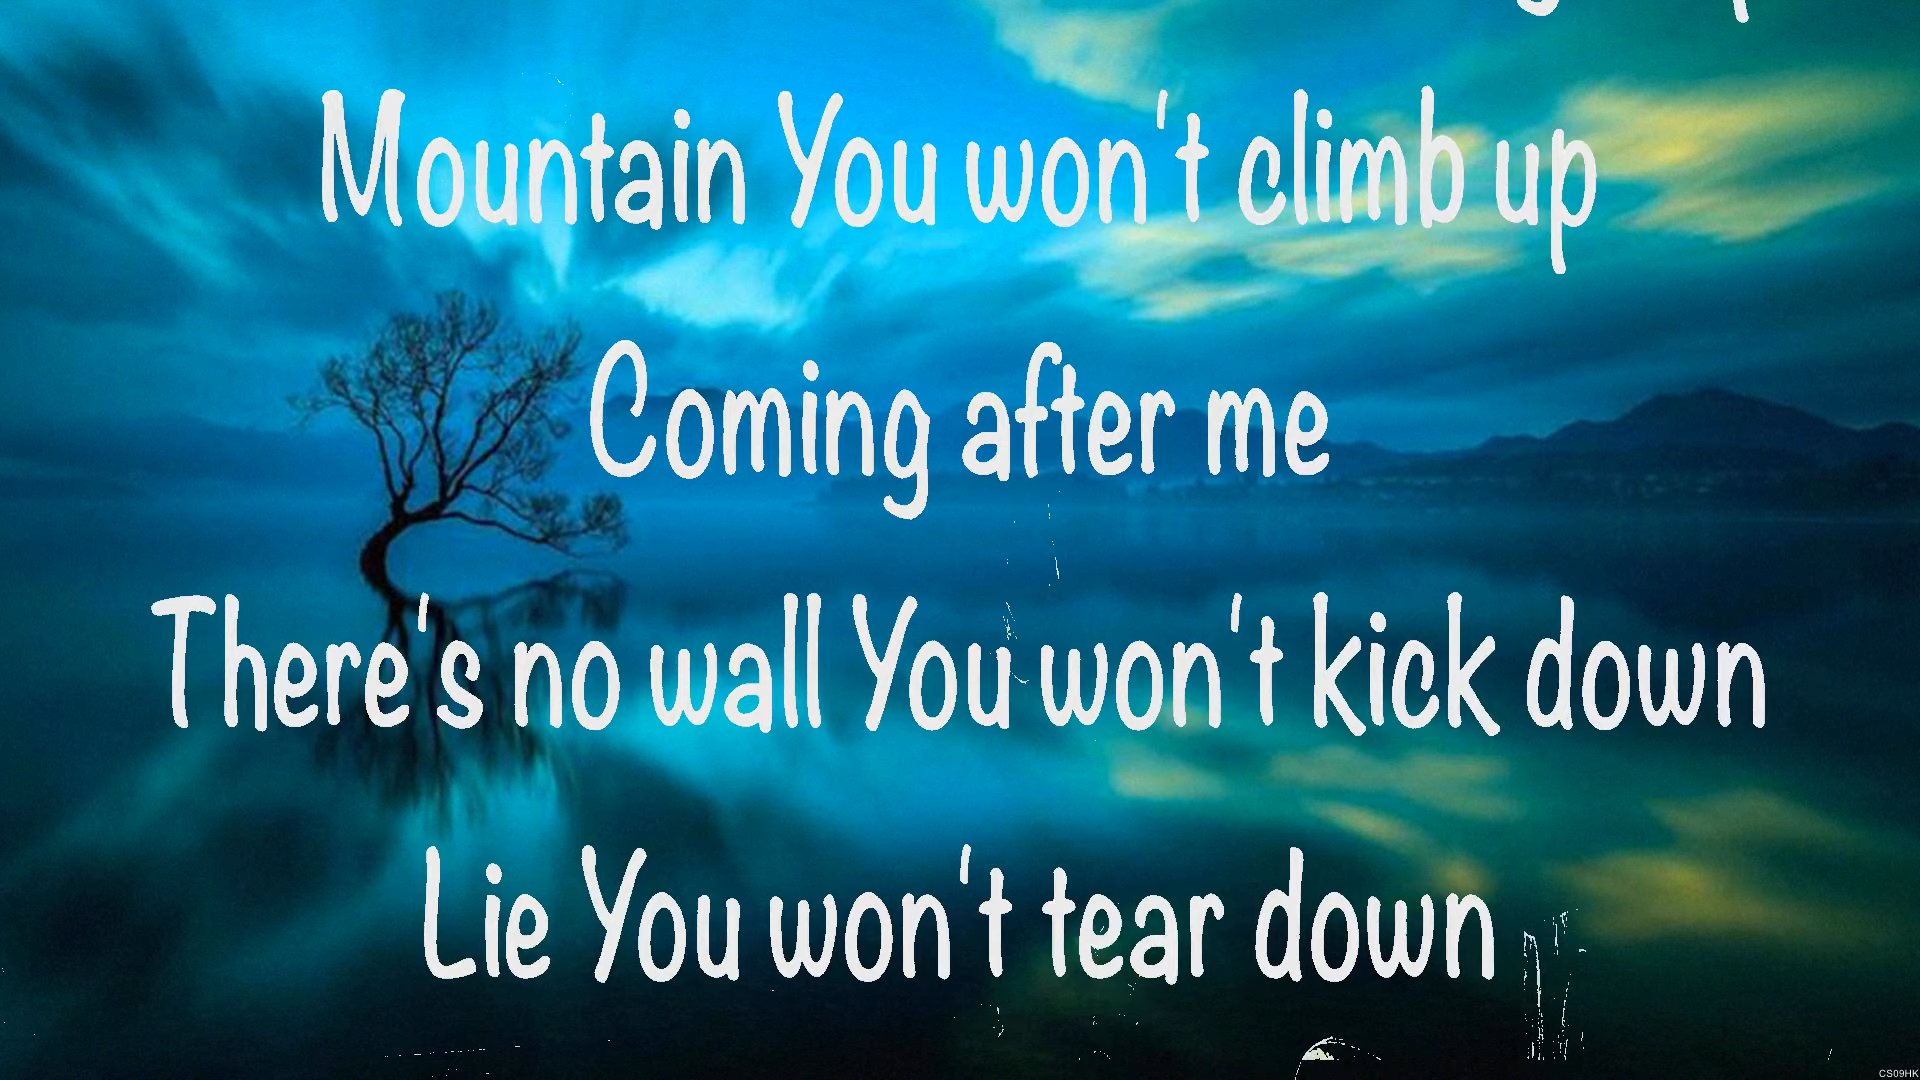 Mountain You won't climb up
Coming after me
There's no wall You won't kick down
Lie You won't tear down
CS09HK